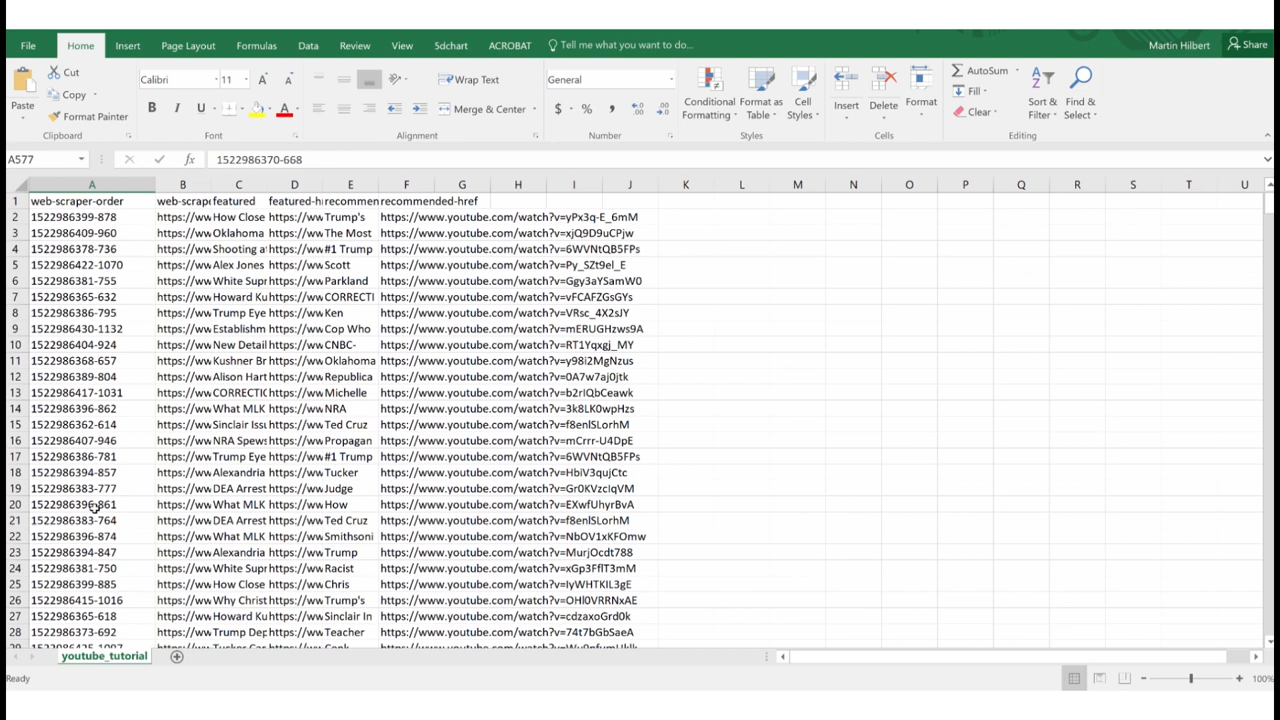 File Home Insert Page Layout Formulas Data Review View Sdchart ACROBAT Tell me what you want to do... Martin Hilbert Share
Cut Calibri 11 Wrap Text General AutoSum
Copy Paste Conditional Format as Cell Insert Delete Format Fill Sort & Find &
Format Painter B I U A Merge & Center $ % Formatting Table Styles Clear Filter Select
Clipboard Font Alignment Number Styles Cells Editing
A577 fx 1522986370-668
A B C D E F G H I J K L M N O P Q R S T U
1 web-scraper-order web-scrape featured featured-h recommen recommended-href
2 1522986399-878 https://ww How Close https://ww Trump's https://www.youtube.com/watch?v=yPx3q-E_6mM
3 1522986409-960 https://ww Oklahoma https://ww The Most https://www.youtube.com/watch?v=xjQ9D9uCPjw
4 1522986378-736 https://ww Shooting a https://ww #1 Trump https://www.youtube.com/watch?v=6WVNtQB5FPs
5 1522986422-1070 https://ww Alex Jones https://ww Scott https://www.youtube.com/watch?v=Py_SZt9el_E
6 1522986381-755 https://ww White Supr https://ww Parkland https://www.youtube.com/watch?v=Ggy3aYSamW0
7 1522986365-632 https://ww Howard Ku https://ww CORRECTI https://www.youtube.com/watch?v=vFCAFZGsGYs
8 1522986386-795 https://ww Trump Eye https://ww Ken https://www.youtube.com/watch?v=VRsc_4X2sJY
9 1522986430-1132 https://ww Establishm https://ww Cop Who https://www.youtube.com/watch?v=mERUGHzws9A
10 1522986404-924 https://ww New Detail https://ww CNBC- https://www.youtube.com/watch?v=RT1Yqxgj_MY
11 1522986368-657 https://ww Kushner Br https://ww Oklahoma https://www.youtube.com/watch?v=y98i2MgNzus
12 1522986389-804 https://ww Alison Hart https://ww Republica https://www.youtube.com/watch?v=0A7w7aj0jtk
13 1522986417-1031 https://ww CORRECTIO https://ww Michelle https://www.youtube.com/watch?v=b2rIQbCeawk
14 1522986396-862 https://ww What MLK https://ww NRA https://www.youtube.com/watch?v=3k8LK0wpHzs
15 1522986362-614 https://ww Sinclair Iss https://ww Ted Cruz https://www.youtube.com/watch?v=f8enlSLorhM
16 1522986407-946 https://ww NRA Spews https://ww Propagan https://www.youtube.com/watch?v=mCrrr-U4DpE
17 1522986386-781 https://ww Trump Eye https://ww #1 Trump https://www.youtube.com/watch?v=6WVNtQB5FPs
18 1522986394-857 https://ww Alexandria https://ww Tucker https://www.youtube.com/watch?v=HbiV3qujCtc
19 1522986383-777 https://ww DEA Arrest https://ww Judge https://www.youtube.com/watch?v=Gr0KVzcIqVM
20 1522986396-861 https://ww What MLK https://ww How https://www.youtube.com/watch?v=EXwfUhyrBvA
21 1522986383-764 https://ww DEA Arrest https://ww Ted Cruz https://www.youtube.com/watch?v=f8enlSLorhM
22 1522986396-874 https://ww What MLK https://ww Smithsoni https://www.youtube.com/watch?v=NbOV1xKFOmw
23 1522986394-847 https://ww Alexandria https://ww Trump https://www.youtube.com/watch?v=MurjOcdt788
24 1522986381-750 https://ww White Supr https://ww Racist https://www.youtube.com/watch?v=xGp3FflT3mM
25 1522986399-885 https://ww How Close https://ww Chris https://www.youtube.com/watch?v=IyWHTKIL3gE
26 1522986415-1016 https://ww Why Christ https://ww Trump's https://www.youtube.com/watch?v=OHl0VRRNxAE
27 1522986365-618 https://ww Howard Ku https://ww Sinclair In https://www.youtube.com/watch?v=cdzaxoGrd0k
28 1522986373-692 https://ww Trump Dep https://ww Teacher https://www.youtube.com/watch?v=74t7bGbSaeA
youtube_tutorial
Ready 100%